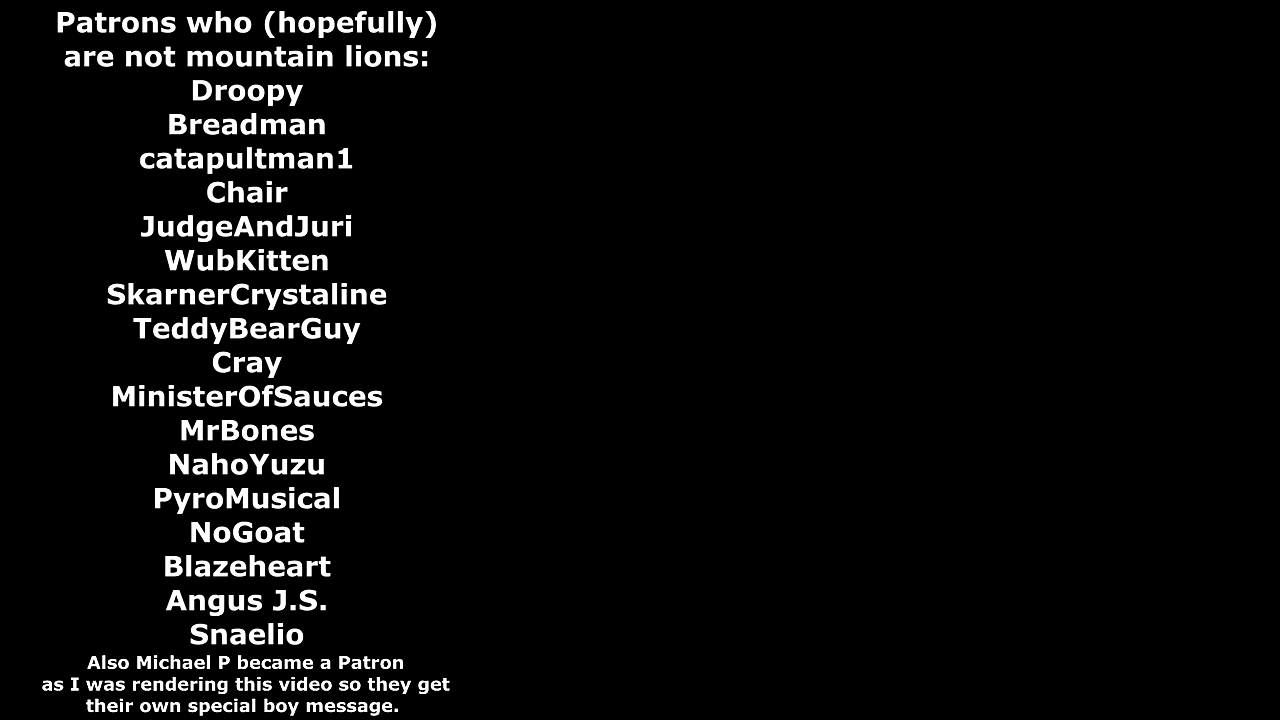 Patrons who (hopefully)
are not mountain lions:
Droopy
Breadman
catapultman1
Chair
JudgeAndJuri
WubKitten
SkarnerCrystaline
TeddyBearGuy
Cray
MinisterOfSauces
MrBones
NahoYuzu
PyroMusical
NoGoat
Blazeheart
Angus J.S.
Snaelio
Also Michael P became a Patron
as I was rendering this video so they get
their own special boy message.